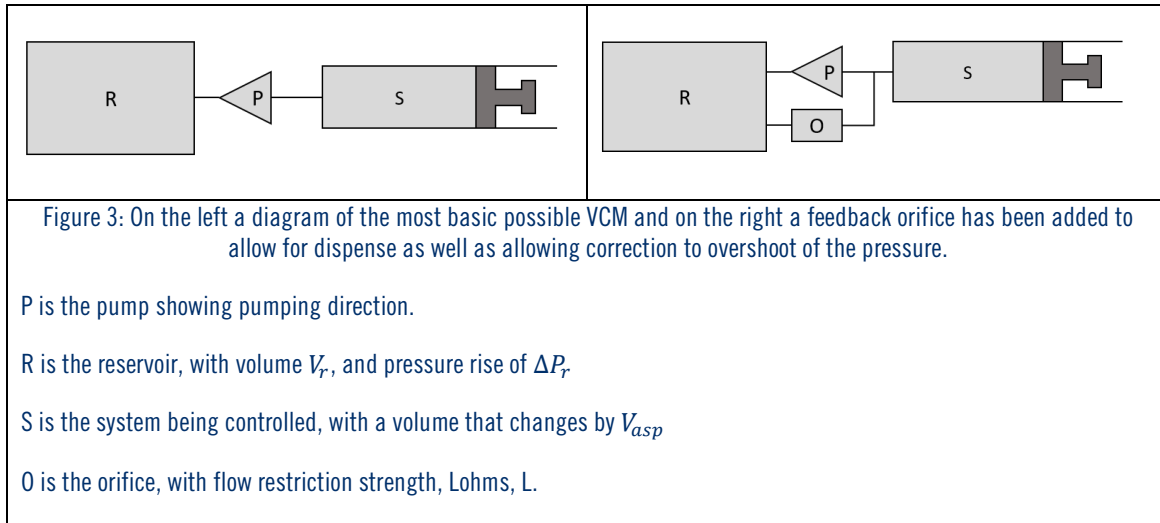 R
P
S
R
P
S
O
Figure 3: On the left a diagram of the most basic possible VCM and on the right a feedback orifice has been added to
allow for dispense as well as allowing correction to overshoot of the pressure.
P is the pump showing pumping direction.
R is the reservoir, with volume Vᵣ, and pressure rise of ΔPᵣ
S is the system being controlled, with a volume that changes by Vₐₛₚ
O is the orifice, with flow restriction strength, Lohms, L.